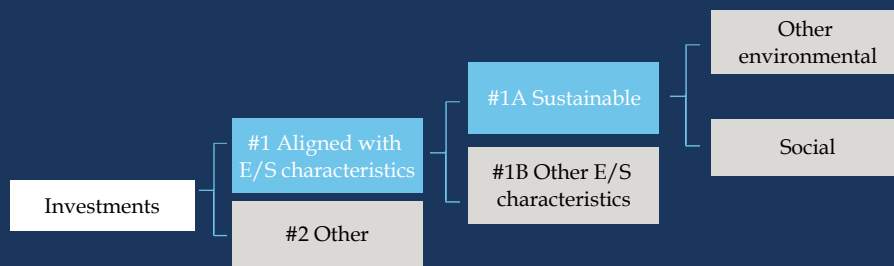 Investments
#1 Aligned with
E/S characteristics
#2 Other
#1A Sustainable
#1B Other E/S
characteristics
Other
environmental
Social